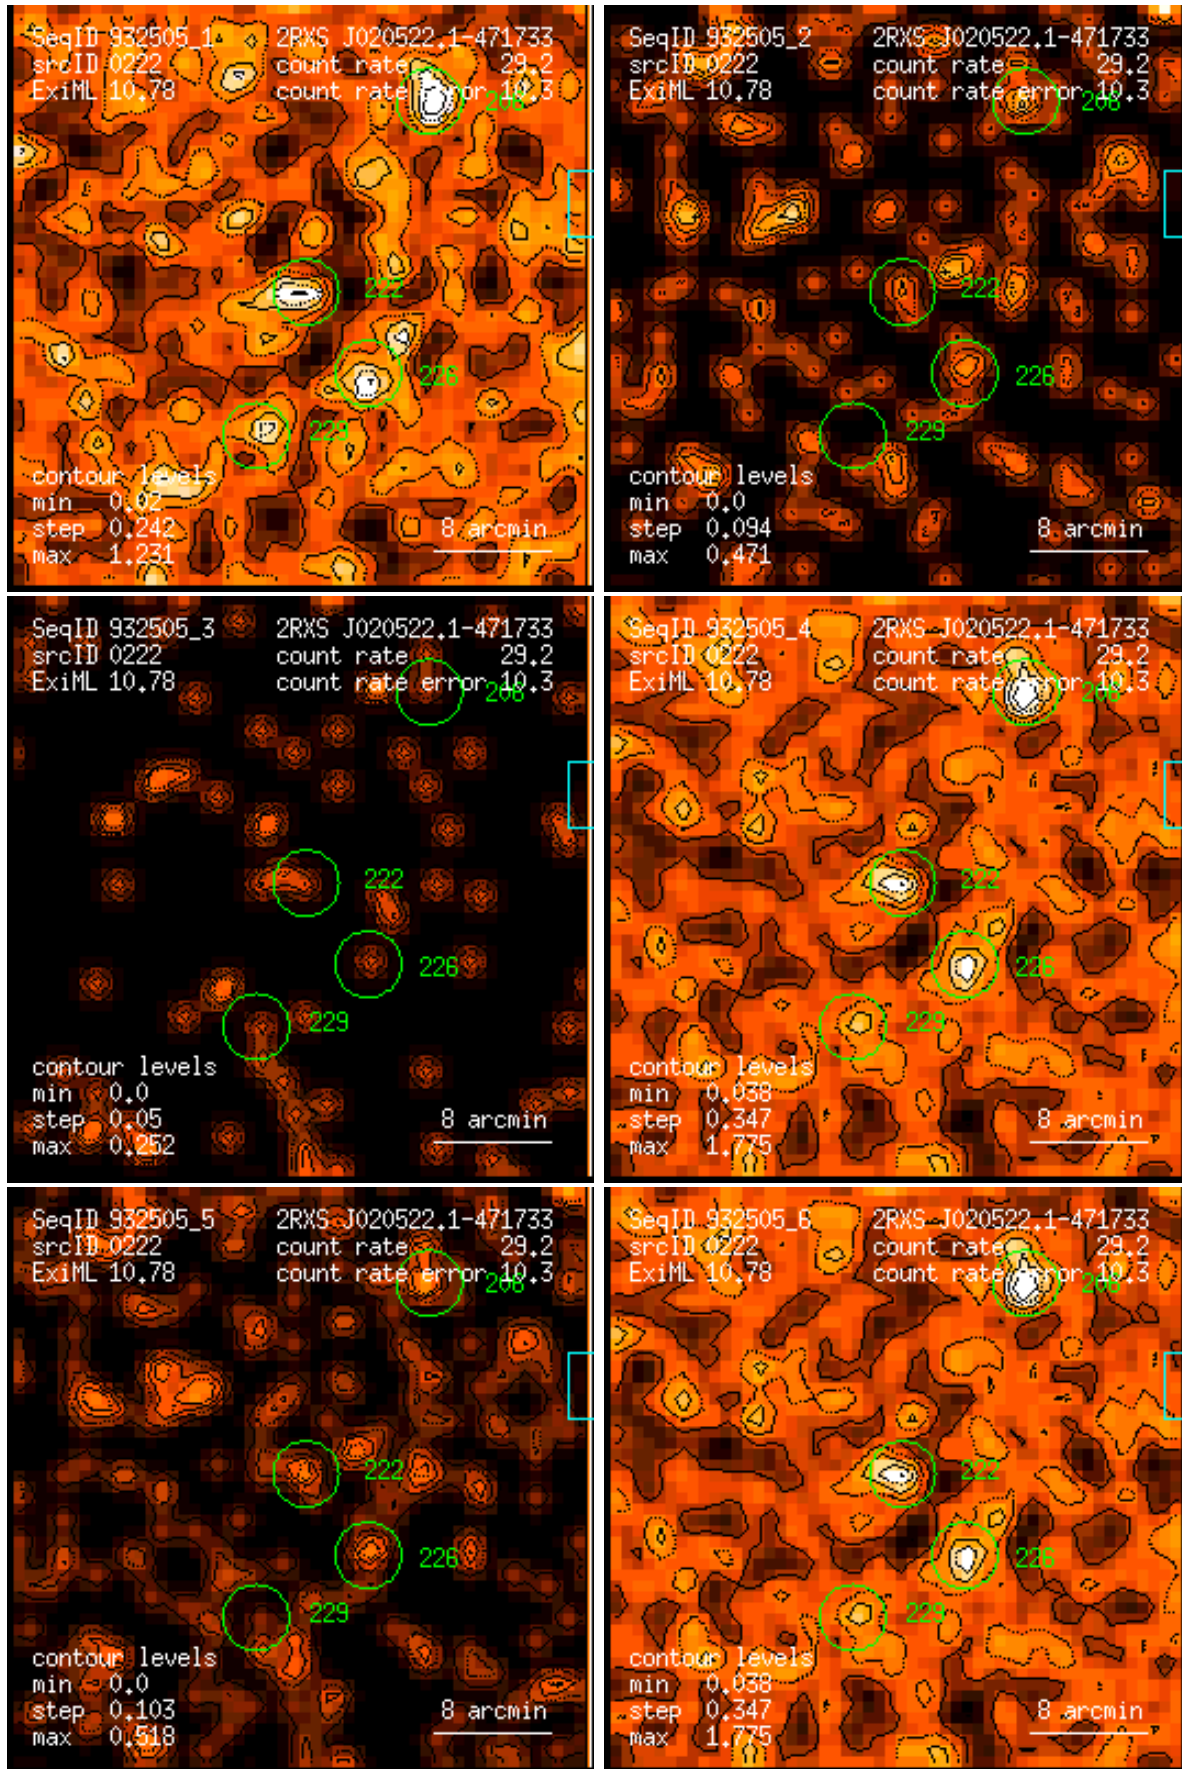 SeqID 932505_1 2RXS J020522.1-471733
srcID 0222 count rate 29.2
ExiML 10.78 count rate error 10.3
208
222
226
229
contour levels
min 0.02
step 0.242 8 arcmin
max 1.231
SeqID 932505_2 2RXS J020522.1-471733
srcID 0222 count rate 29.2
ExiML 10.78 count rate error 10.3
208
222
226
229
contour levels
min 0.0
step 0.094 8 arcmin
max 0.471
SeqID 932505_3 2RXS J020522.1-471733
srcID 0222 count rate 29.2
ExiML 10.78 count rate error 10.3
208
222
226
229
contour levels
min 0.0
step 0.05 8 arcmin
max 0.252
SeqID 932505_4 2RXS J020522.1-471733
srcID 0222 count rate 29.2
ExiML 10.78 count rate error 10.3
208
222
226
229
contour levels
min 0.038
step 0.347 8 arcmin
max 1.775
SeqID 932505_5 2RXS J020522.1-471733
srcID 0222 count rate 29.2
ExiML 10.78 count rate error 10.3
208
222
226
229
contour levels
min 0.0
step 0.103 8 arcmin
max 0.518
SeqID 932505_6 2RXS J020522.1-471733
srcID 0222 count rate 29.2
ExiML 10.78 count rate error 10.3
208
222
226
229
contour levels
min 0.038
step 0.347 8 arcmin
max 1.775